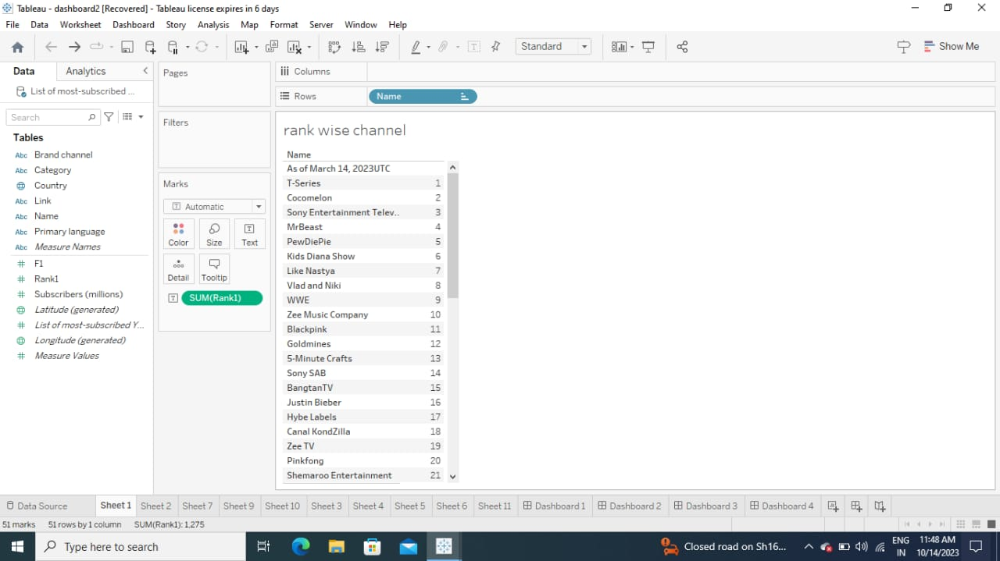 Tableau - dashboard2 [Recovered] - Tableau license expires in 6 days
File Data Worksheet Dashboard Story Analysis Map Format Server Window Help
Standard
Show Me
Data Analytics
List of most-subscribed ...
Search
Tables
Abc Brand channel
Abc Category
Country
Abc Link
Abc Name
Abc Primary language
Abc Measure Names
F1
Rank1
Subscribers (millions)
Latitude (generated)
List of most-subscribed Y...
Longitude (generated)
Measure Values
Pages
Filters
Marks
Automatic
Color Size Text
Detail Tooltip
SUM(Rank1)
Columns
Rows Name
rank wise channel
Name
As of March 14, 2023UTC
T-Series 1
Cocomelon 2
Sony Entertainment Telev.. 3
MrBeast 4
PewDiePie 5
Kids Diana Show 6
Like Nastya 7
Vlad and Niki 8
WWE 9
Zee Music Company 10
Blackpink 11
Goldmines 12
5-Minute Crafts 13
Sony SAB 14
BangtanTV 15
Justin Bieber 16
Hybe Labels 17
Canal KondZilla 18
Zee TV 19
Pinkfong 20
Shemaroo Entertainment 21
Data Source Sheet 1 Sheet 2 Sheet 7 Sheet 9 Sheet 10 Sheet 3 Sheet 4 Sheet 5 Sheet 6 Sheet 11 Dashboard 1 Dashboard 2 Dashboard 3 Dashboard 4
51 marks 51 rows by 1 column SUM(Rank1): 1,275
Type here to search
Closed road on Sh16...
ENG
IN
11:48 AM
10/14/2023